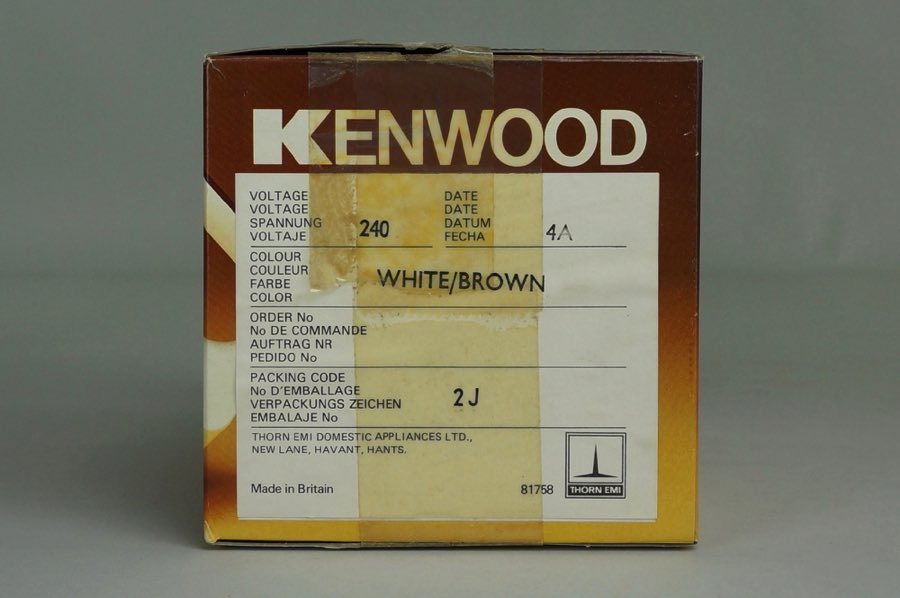 KENWOOD
VOLTAGE
VOLTAGE
SPANNUNG
VOLTAJE
240
DATE
DATE
DATUM
FECHA
4A
COLOUR
COULEUR
FARBE
COLOR
WHITE/BROWN
ORDER No
No DE COMMANDE
AUFTRAG NR
PEDIDO No
PACKING CODE
No D'EMBALLAGE
VERPACKUNGS ZEICHEN
EMBALAJE No
2J
THORN EMI DOMESTIC APPLIANCES LTD.,
NEW LANE, HAVANT, HANTS.
Made in Britain
81758
THORN EMI